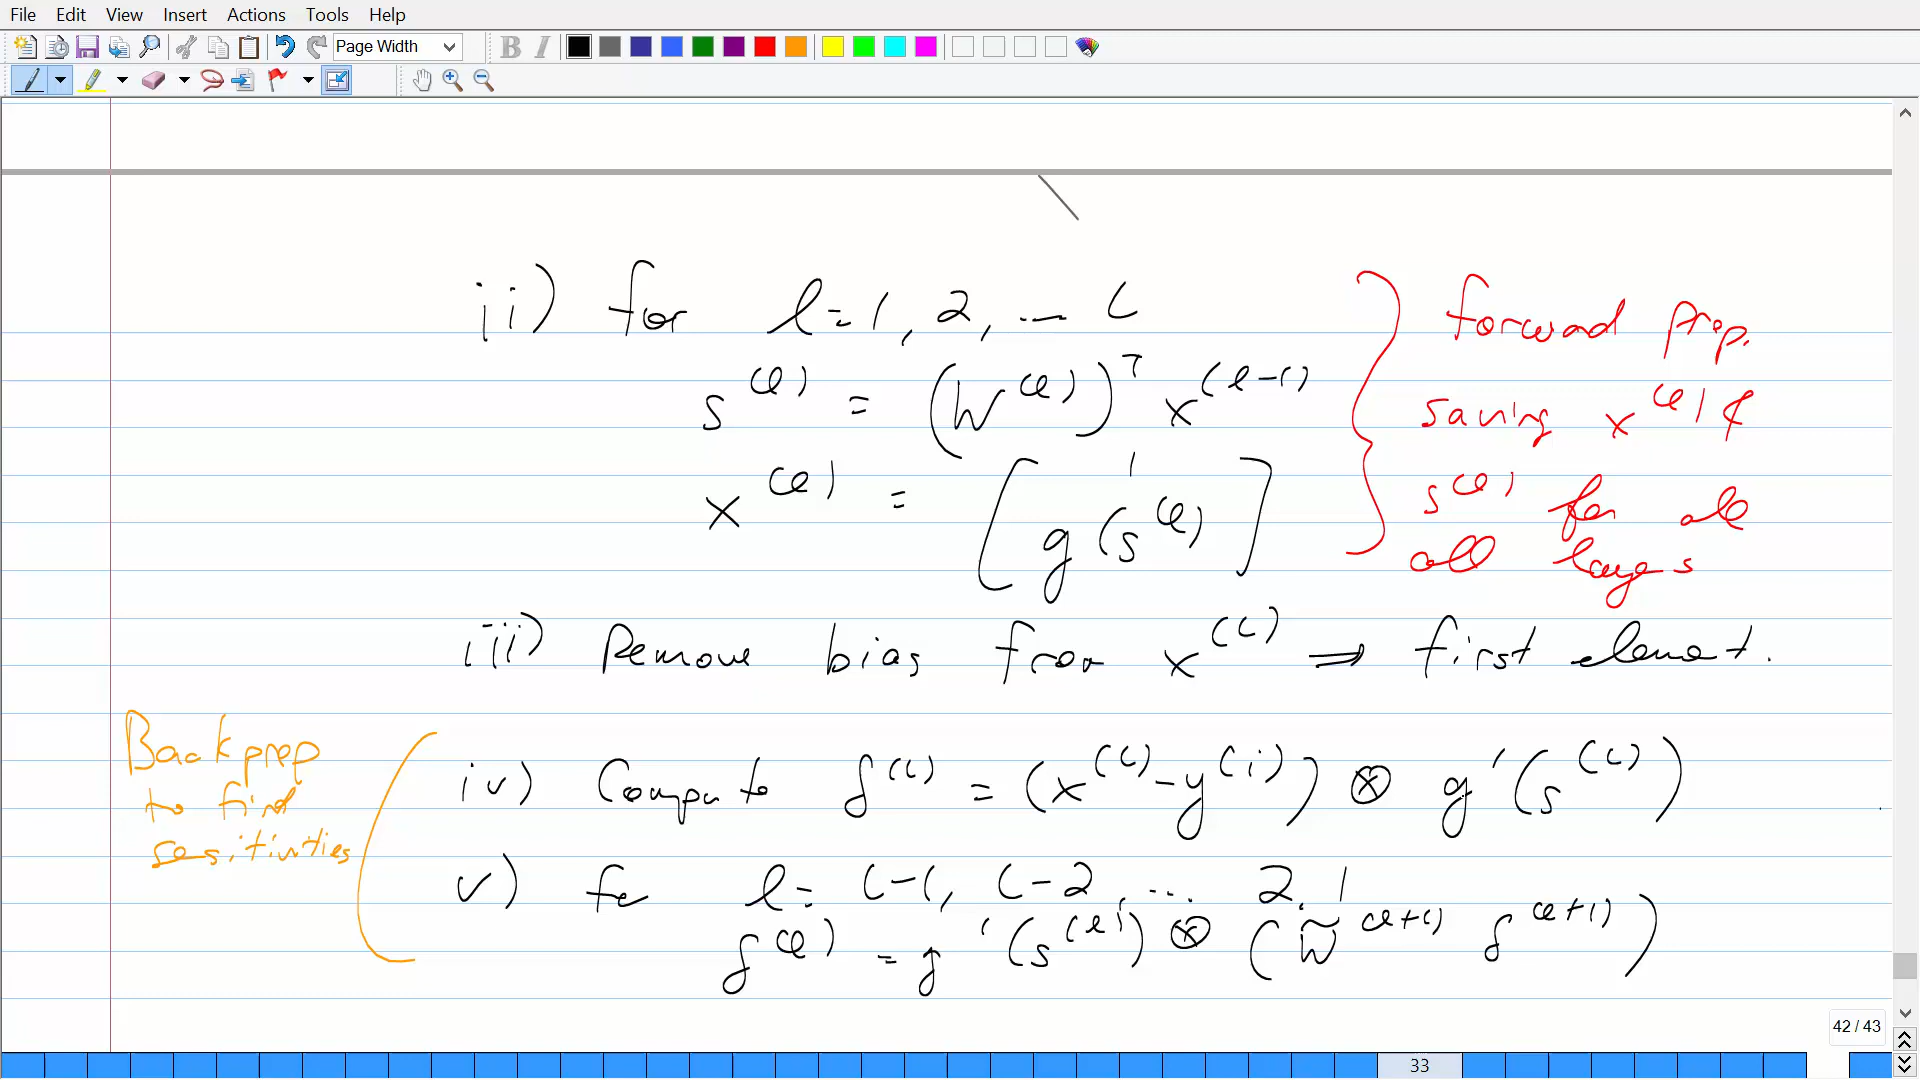 File Edit View Insert Actions Tools Help
Page Width
B I
ii) for l = 1, 2, ... L
s^(l) = (W^(l))^T x^(l-1)
x^(l) = [ 1 g(s^(l)) ]
forward prop.
saving x^(l) &
s^(l) for all
all layers
iii) Remove bias from x^(L) ⇒ first element.
Backprop
to find
sensitivities
iv) Compute δ^(L) = (x^(L) - y^(i)) ⊗ g'(s^(L))
v) for l = L-1, L-2, ... 2, 1
δ^(l) = g'(s^(l)) ⊗ (W̃^(l+1) δ^(l+1))
42 / 43
33